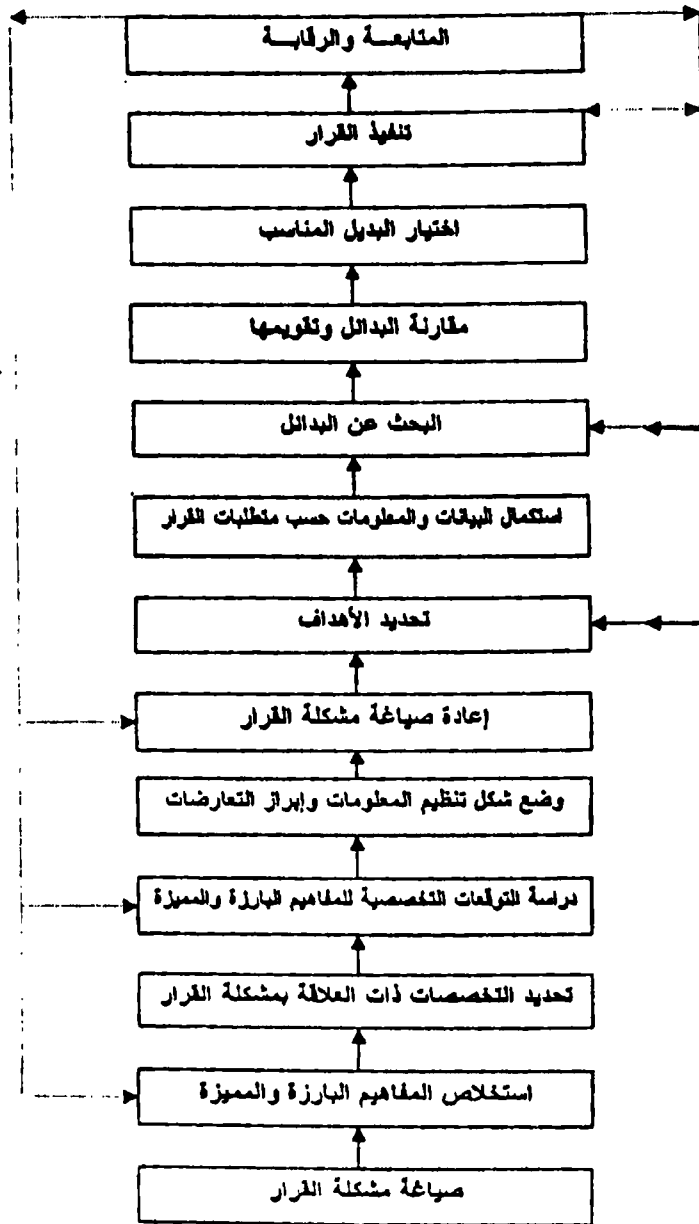 المتابعـــة والرقابـــة
تنفيذ القرار
اختيار البديل المناسب
مقارنة البدائل وتقويمها
البحث عن البدائل
استكمال البيانات والمعلومات حسب متطلبات القرار
تحديد الأهداف
إعادة صياغة مشكلة القرار
وضع شكل تنظيم المعلومات وإبراز التعارضات
دراسة التوقعات التخصصية للمفاهيم البارزة والمميزة
تحديد التخصصات ذات العلاقة بمشكلة القرار
استخلاص المفاهيم البارزة والمميزة
صياغة مشكلة القرار